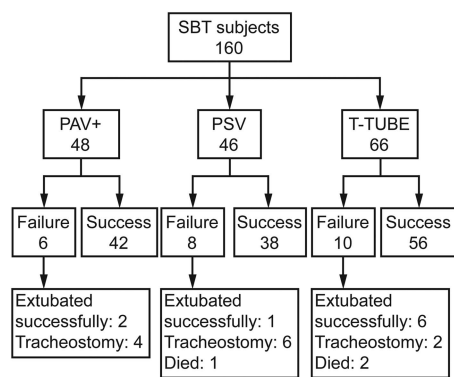 SBT subjects
160
PAV+
48
PSV
46
T-TUBE
66
Failure
6
Success
42
Failure
8
Success
38
Failure
10
Success
56
Extubated
successfully: 2
Tracheostomy: 4
Extubated
successfully: 1
Tracheostomy: 6
Died: 1
Extubated
successfully: 6
Tracheostomy: 2
Died: 2